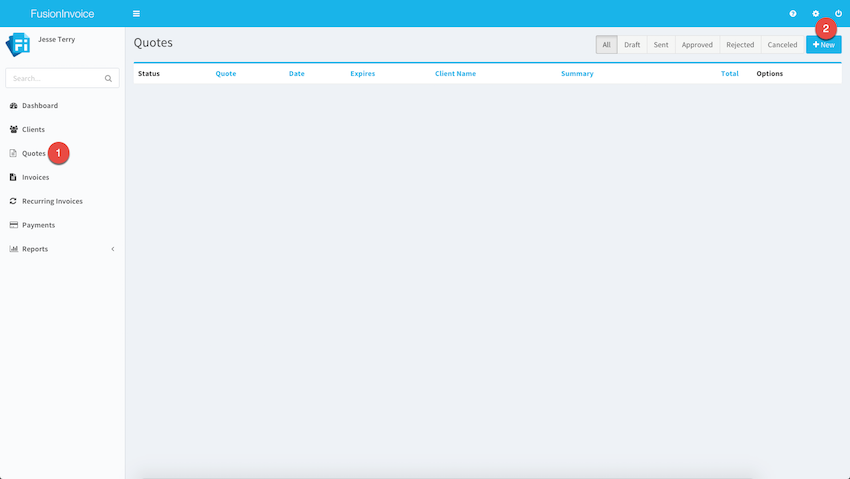 FusionInvoice
Jesse Terry
Search...
Dashboard
Clients
Quotes 1
Invoices
Recurring Invoices
Payments
Reports
2
Quotes All Draft Sent Approved Rejected Canceled + New
Status Quote Date Expires Client Name Summary Total Options